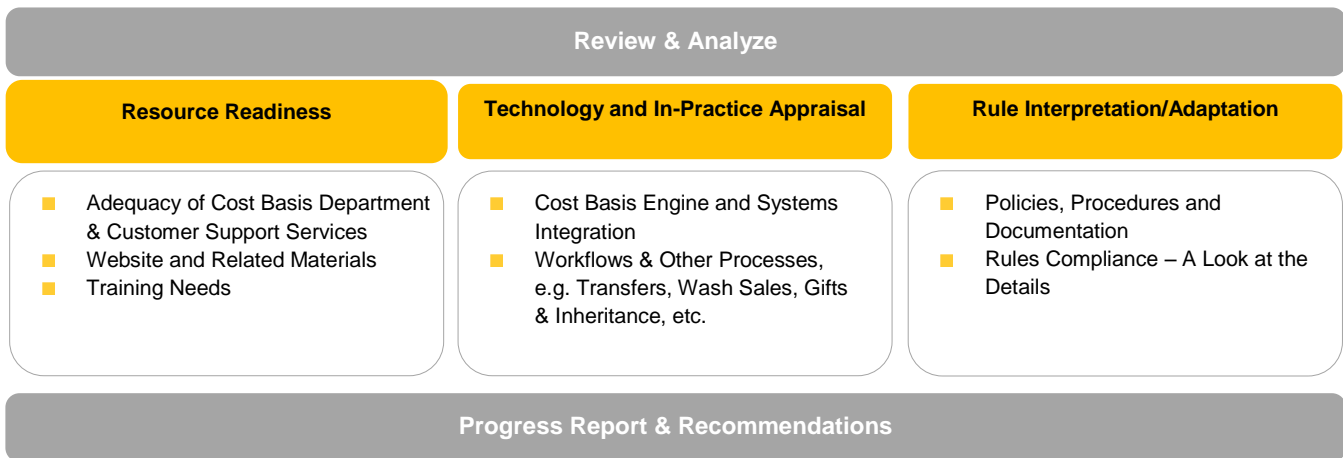 Review & Analyze
Resource Readiness
Technology and In-Practice Appraisal
Rule Interpretation/Adaptation
Adequacy of Cost Basis Department
& Customer Support Services
Website and Related Materials
Training Needs
Cost Basis Engine and Systems
Integration
Workflows & Other Processes,
e.g. Transfers, Wash Sales, Gifts
& Inheritance, etc.
Policies, Procedures and
Documentation
Rules Compliance – A Look at the
Details
Progress Report & Recommendations